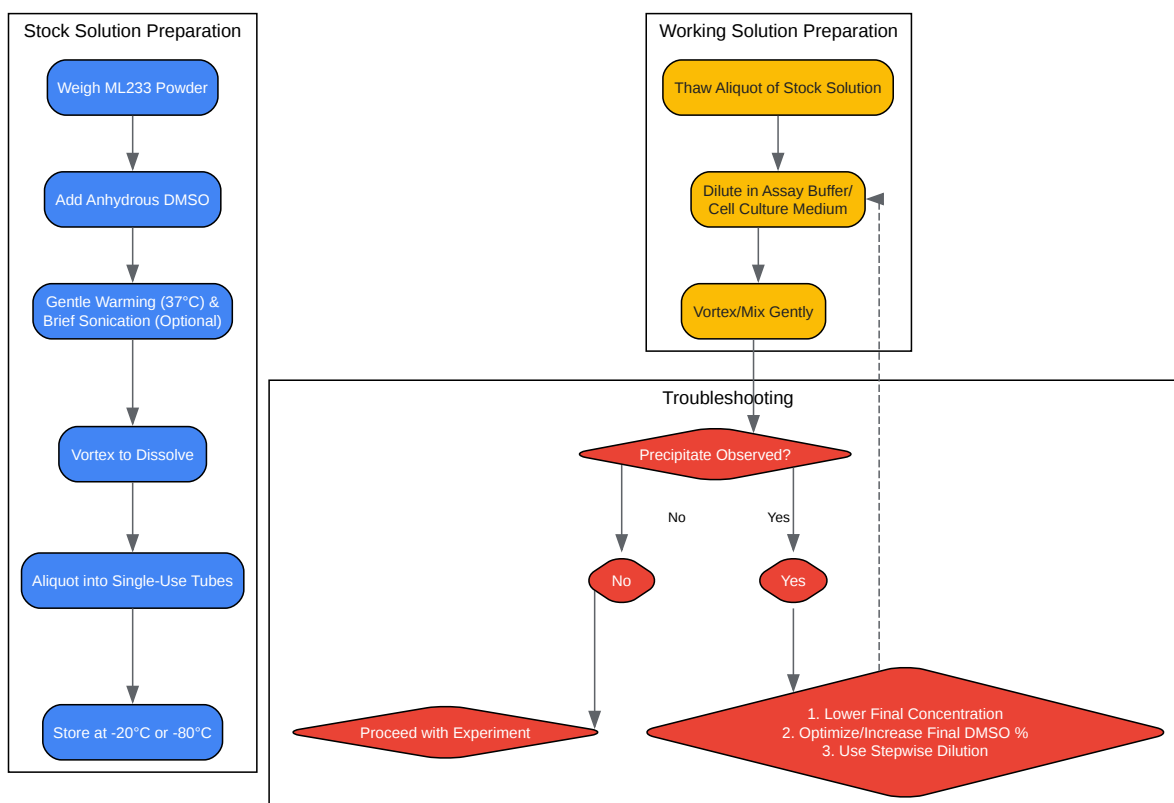 Stock Solution Preparation
Weigh ML233 Powder
Add Anhydrous DMSO
Gentle Warming (37°C) &
Brief Sonication (Optional)
Vortex to Dissolve
Aliquot into Single-Use Tubes
Store at -20°C or -80°C
Working Solution Preparation
Thaw Aliquot of Stock Solution
Dilute in Assay Buffer/
Cell Culture Medium
Vortex/Mix Gently
Troubleshooting
Precipitate Observed?
No
Yes
No
Yes
Proceed with Experiment
1. Lower Final Concentration
2. Optimize/Increase Final DMSO %
3. Use Stepwise Dilution